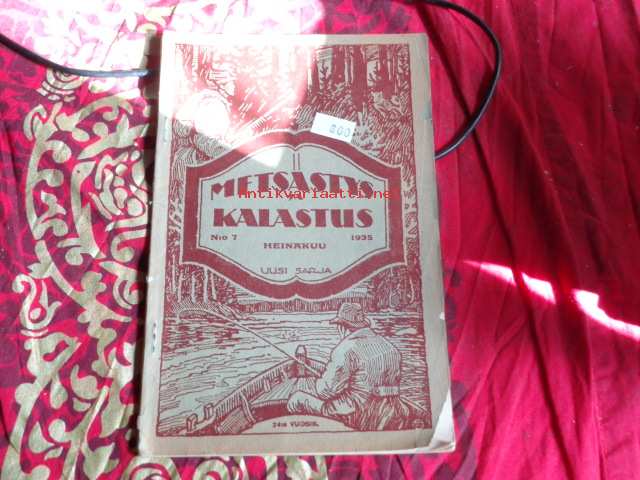 METSÄSTYS
Antikvariaatti.net
KALASTUS
N:o 7 1935
HEINÄKUU
UUSI SARJA
24:s VUOSIK.